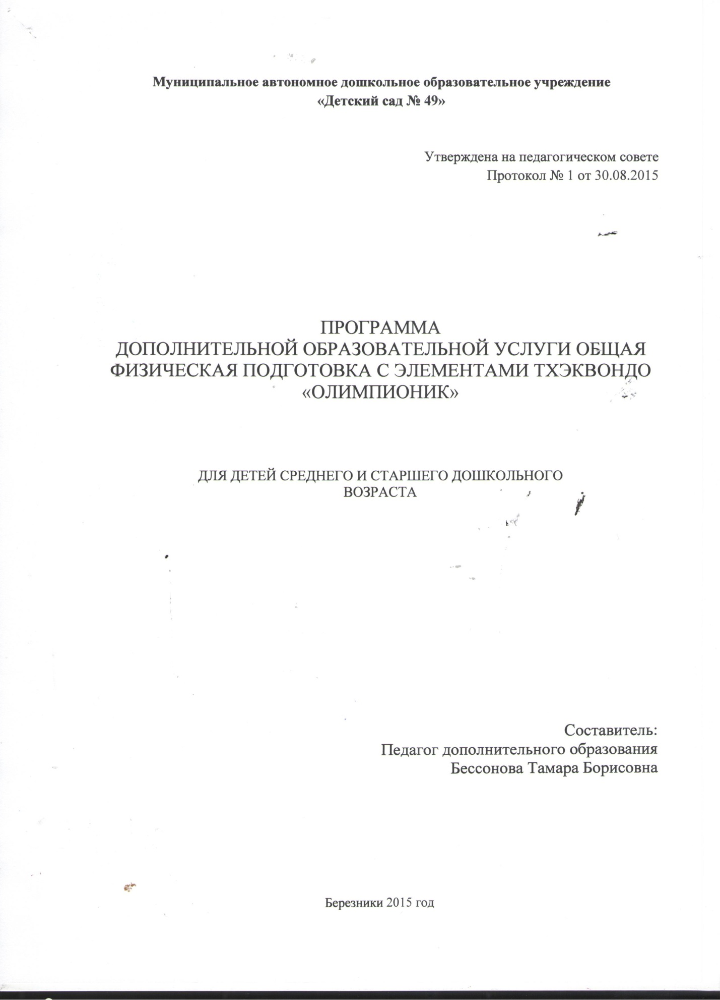 Муниципальное автономное дошкольное образовательное учреждение
«Детский сад № 49»
Утверждена на педагогическом совете
Протокол № 1 от 30.08.2015
ПРОГРАММА
ДОПОЛНИТЕЛЬНОЙ ОБРАЗОВАТЕЛЬНОЙ УСЛУГИ ОБЩАЯ
ФИЗИЧЕСКАЯ ПОДГОТОВКА С ЭЛЕМЕНТАМИ ТХЭКВОНДО
«ОЛИМПИОНИК»
ДЛЯ ДЕТЕЙ СРЕДНЕГО И СТАРШЕГО ДОШКОЛЬНОГО
ВОЗРАСТА
Составитель:
Педагог дополнительного образования
Бессонова Тамара Борисовна
Березники 2015 год